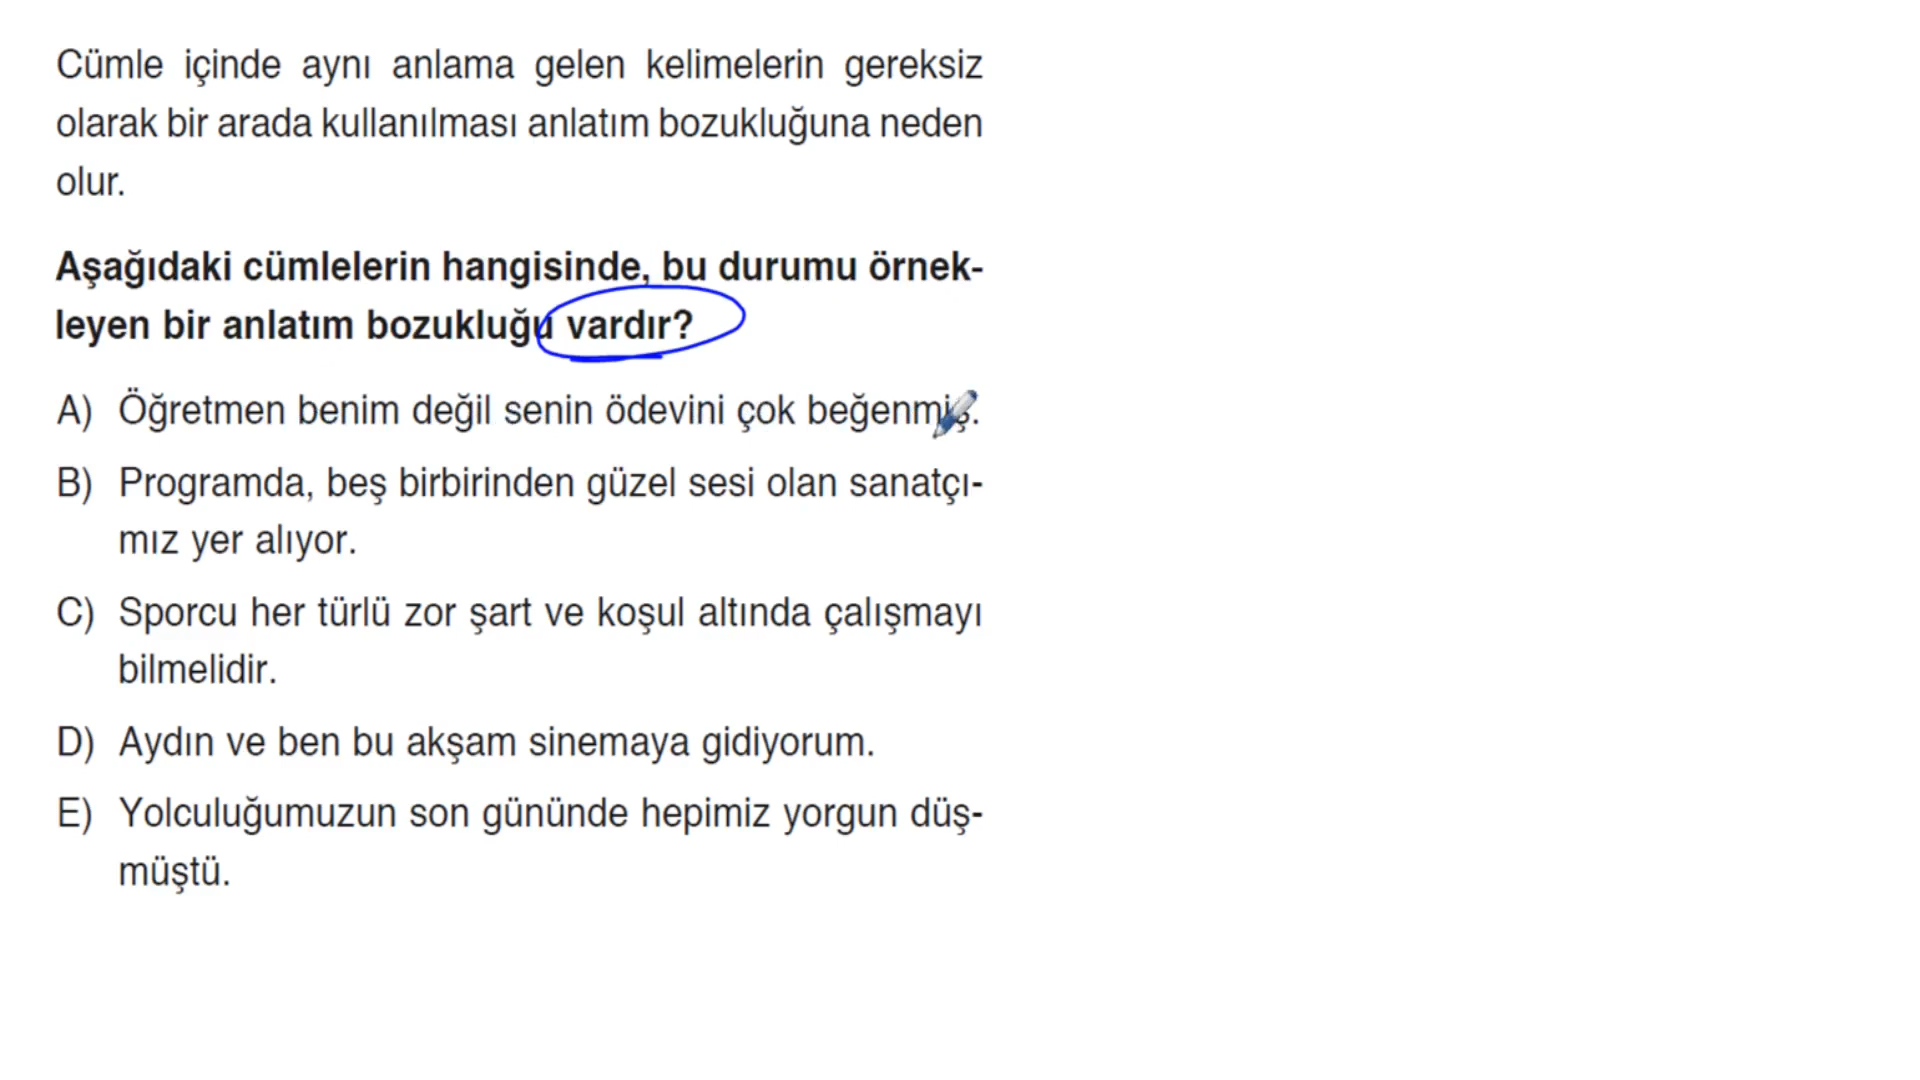 Cümle içinde aynı anlama gelen kelimelerin gereksiz
olarak bir arada kullanılması anlatım bozukluğuna neden
olur.
Aşağıdaki cümlelerin hangisinde, bu durumu örnek-
leyen bir anlatım bozukluğu vardır?
A) Öğretmen benim değil senin ödevini çok beğenmiş.
B) Programda, beş birbirinden güzel sesi olan sanatçı-
mız yer alıyor.
C) Sporcu her türlü zor şart ve koşul altında çalışmayı
bilmelidir.
D) Aydın ve ben bu akşam sinemaya gidiyorum.
E) Yolculuğumuzun son gününde hepimiz yorgun düş-
müştü.